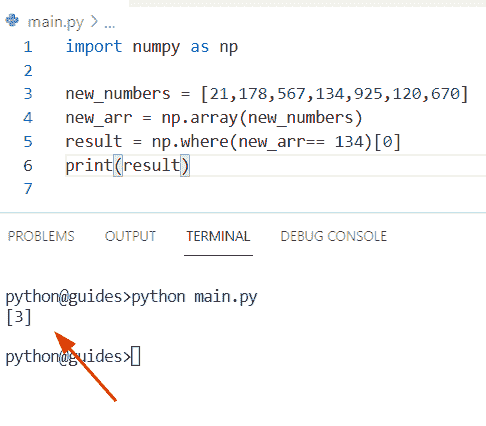 main.py > ...
1 import numpy as np
2
3 new_numbers = [21,178,567,134,925,120,670]
4 new_arr = np.array(new_numbers)
5 result = np.where(new_arr== 134)[0]
6 print(result)
7
PROBLEMS OUTPUT TERMINAL DEBUG CONSOLE
python@guides>python main.py
[3]
python@guides>